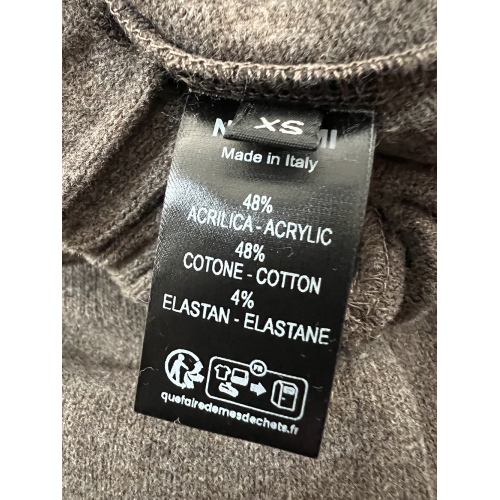 XS
Made in Italy
48%
ACRILICA - ACRYLIC
48%
COTONE - COTTON
4%
ELASTAN - ELASTANE
FR
quefairedemesdechets.fr